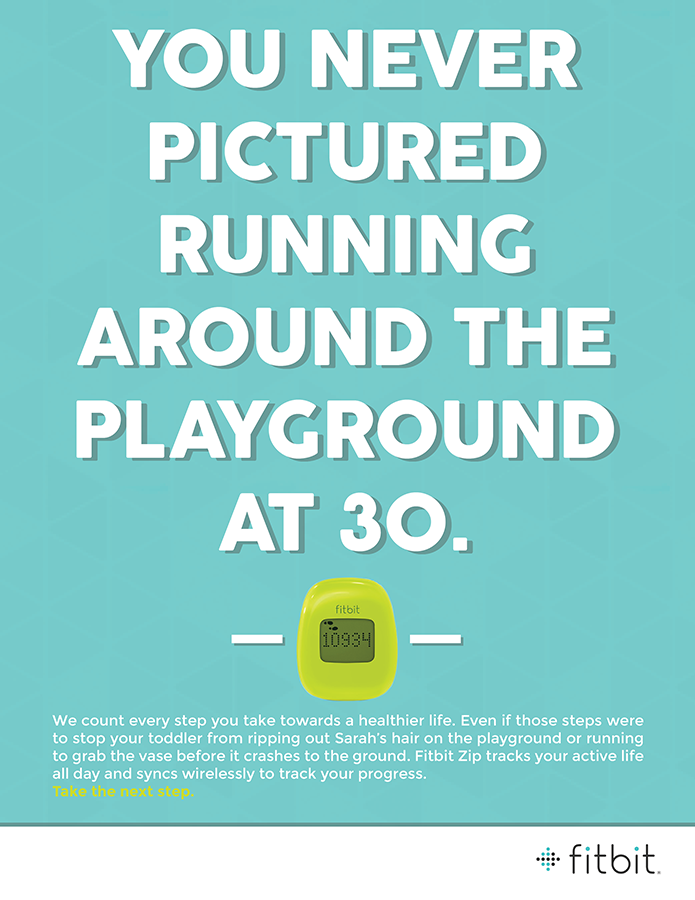 YOU NEVER
PICTURED
RUNNING
AROUND THE
PLAYGROUND
AT 30.
fitbit
10934
We count every step you take towards a healthier life. Even if those steps were
to stop your toddler from ripping out Sarah's hair on the playground or running
to grab the vase before it crashes to the ground. Fitbit Zip tracks your active life
all day and syncs wirelessly to track your progress.
Take the next step.
fitbit.